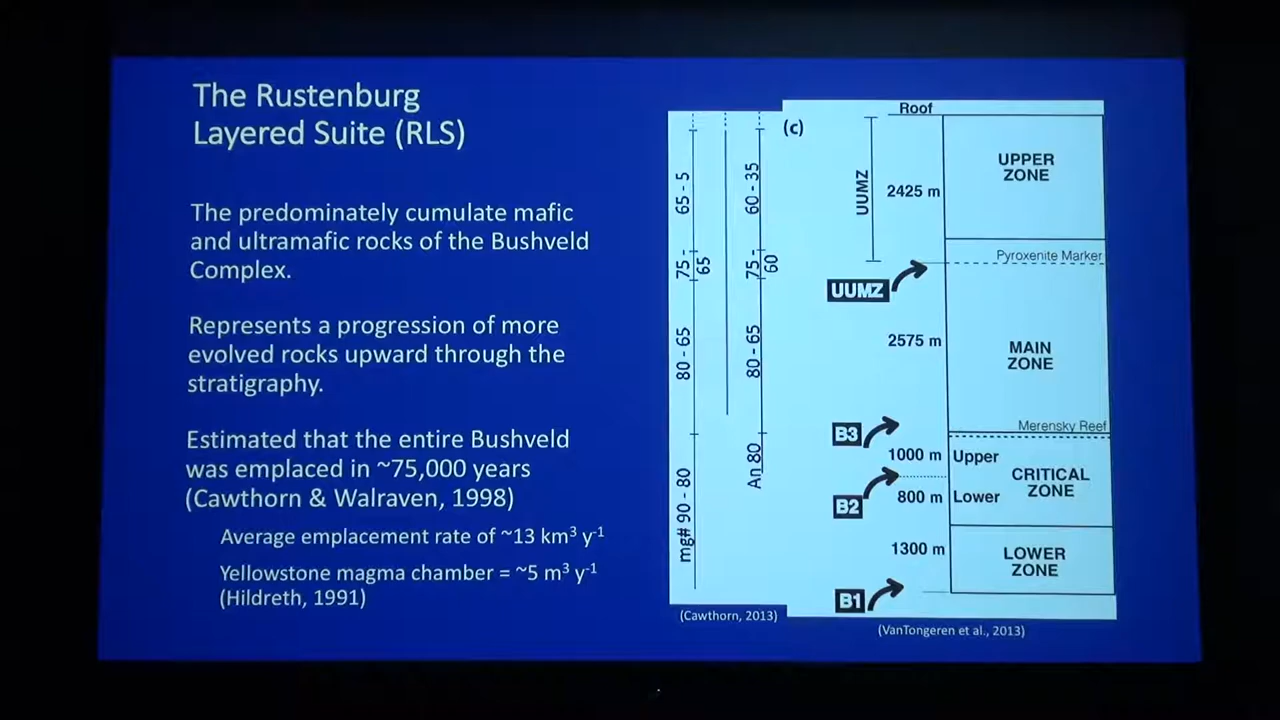 The Rustenburg
Layered Suite (RLS)
The predominately cumulate mafic
and ultramafic rocks of the Bushveld
Complex.
Represents a progression of more
evolved rocks upward through the
stratigraphy.
Estimated that the entire Bushveld
was emplaced in ~75,000 years
(Cawthorn & Walraven, 1998)
Average emplacement rate of ~13 km³ y⁻¹
Yellowstone magma chamber = ~5 m³ y⁻¹
(Hildreth, 1991)
65 - 5
75 -
65
80 - 65
mg# 90 - 80
60 - 35
75 -
60
80 - 65
An 80
(Cawthorn, 2013)
(c)
Roof
UUMZ
2425 m
UPPER
ZONE
Pyroxenite Marker
UUMZ
2575 m
MAIN
ZONE
B3
Merensky Reef
1000 m
Upper
CRITICAL
ZONE
B2
800 m
Lower
1300 m
LOWER
ZONE
B1
(VanTongeren et al., 2013)